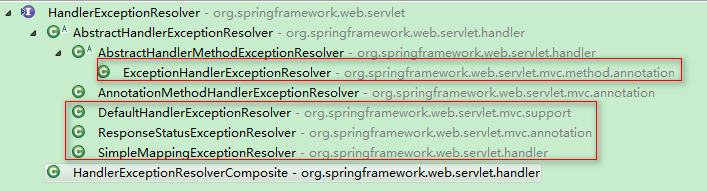 HandlerExceptionResolver - org.springframework.web.servlet
AbstractHandlerExceptionResolver - org.springframework.web.servlet.handler
AbstractHandlerMethodExceptionResolver - org.springframework.web.servlet.handler
ExceptionHandlerExceptionResolver - org.springframework.web.servlet.mvc.method.annotation
AnnotationMethodHandlerExceptionResolver - org.springframework.web.servlet.mvc.annotation
DefaultHandlerExceptionResolver - org.springframework.web.servlet.mvc.support
ResponseStatusExceptionResolver - org.springframework.web.servlet.mvc.annotation
SimpleMappingExceptionResolver - org.springframework.web.servlet.handler
HandlerExceptionResolverComposite - org.springframework.web.servlet.handler